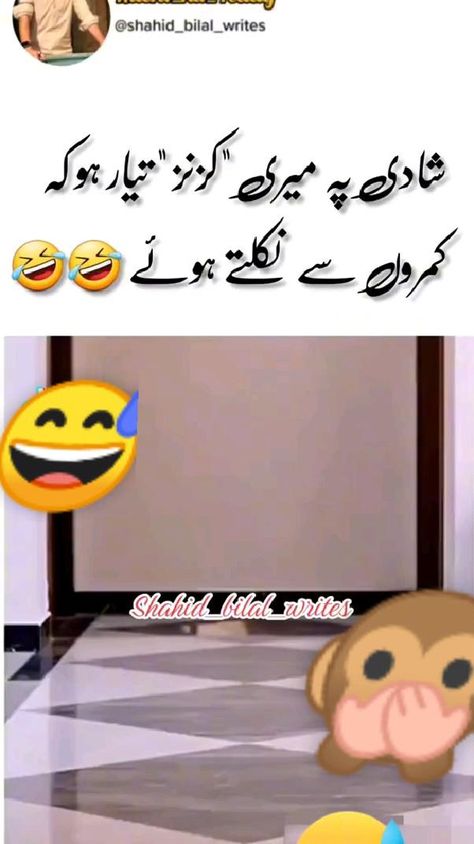 @shahid_bilal_writes
شادی پہ میری "کزنز" تیار ہو کہ
کمروں سے نکلتے ہوئے 🤣🤣
Shahid_bilal_writes